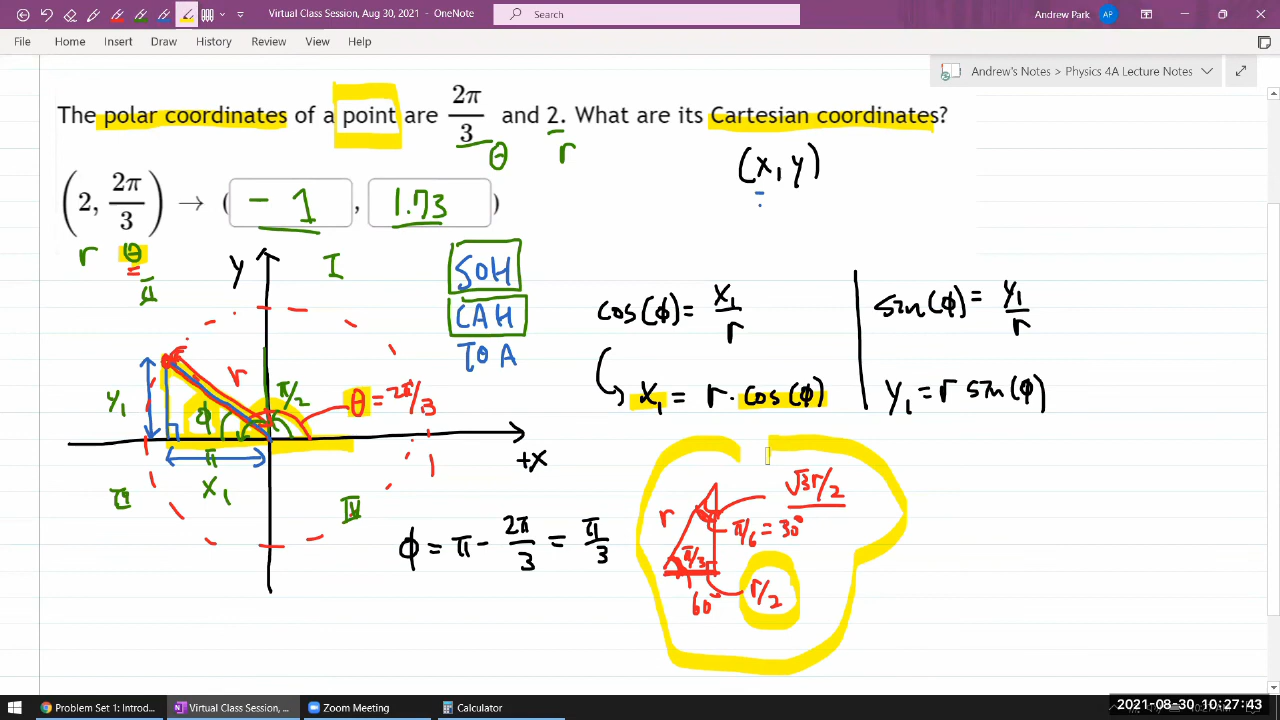 Virtual Class Session, Aug 30, 2021 - OneNote
Search
Andrew Park
AP
File Home Insert Draw History Review View Help
Andrew's Notes > Physics 4A Lecture Notes
The polar coordinates of a point are 2π/3 and 2. What are its Cartesian coordinates?
θ r
(x, y)
(2, 2π/3) → ( - 1 , 1.73 )
r θ
II
y
I
SOH
CAH
TOA
cos(ϕ) = x₁/r
sin(ϕ) = y₁/r
x₁ = r · cos(ϕ)
y₁ = r sin(ϕ)
r
π/2
θ = 2π/3
y₁
ϕ
π
x₁
+x
IV
ϕ = π - 2π/3 = π/3
√3r/2
r
π/6 = 30°
π/3
60°
r/2
Problem Set 1: Introd...
Virtual Class Session,...
Zoom Meeting
Calculator
2021-08-30 10:27:43